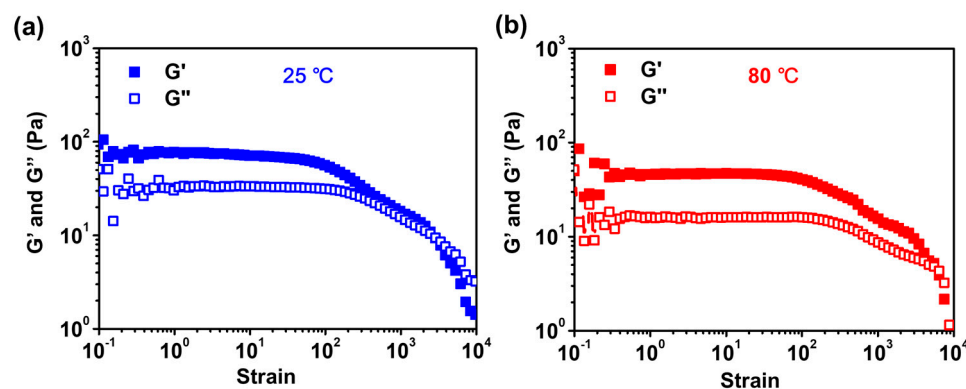 (a)
10³
10²
10¹
10⁰
G' and G'' (Pa)
G'
G''
25 ℃
10⁻¹ 10⁰ 10¹ 10² 10³ 10⁴
Strain
(b)
10³
10²
10¹
10⁰
G' and G'' (Pa)
G'
G''
80 ℃
10⁻¹ 10⁰ 10¹ 10² 10³ 10⁴
Strain